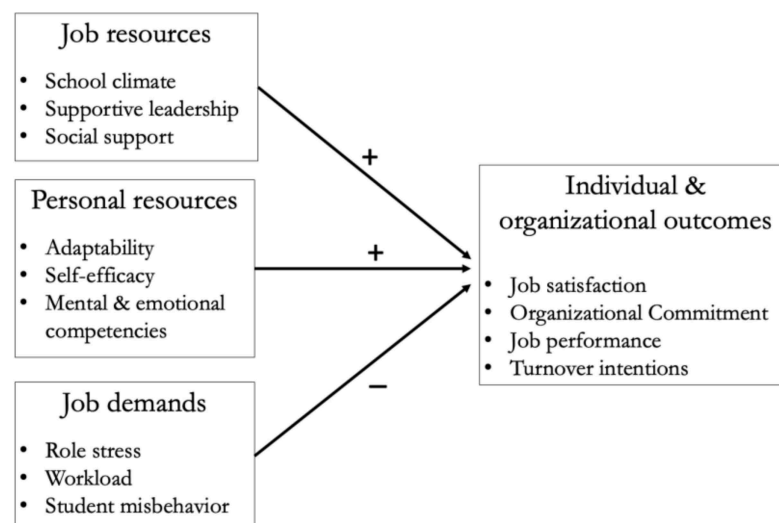 Job resources
• School climate
• Supportive leadership
• Social support
+
Personal resources
• Adaptability
• Self-efficacy
• Mental & emotional
competencies
+
Job demands
• Role stress
• Workload
• Student misbehavior
–
Individual &
organizational outcomes
• Job satisfaction
• Organizational Commitment
• Job performance
• Turnover intentions